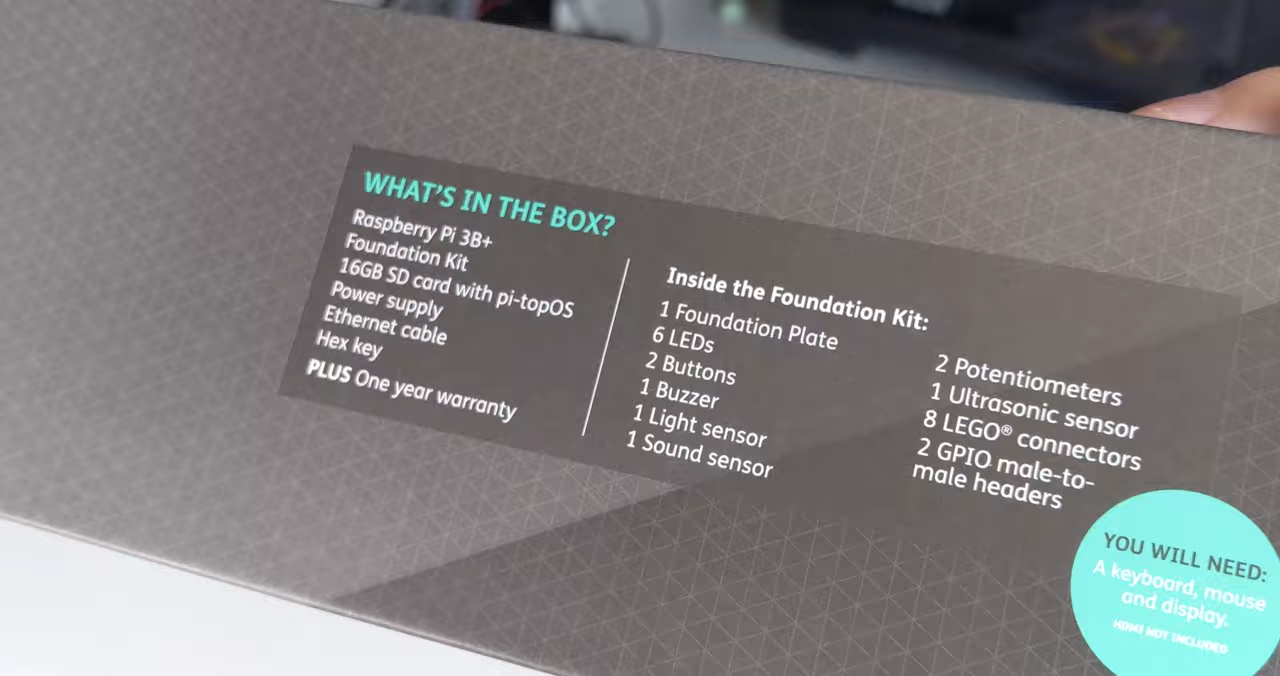 WHAT'S IN THE BOX?
Raspberry Pi 3B+
Foundation Kit
16GB SD card with pi-topOS
Power supply
Ethernet cable
Hex key
PLUS One year warranty
Inside the Foundation Kit:
1 Foundation Plate
6 LEDs
2 Buttons
1 Buzzer
1 Light sensor
1 Sound sensor
2 Potentiometers
1 Ultrasonic sensor
8 LEGO® connectors
2 GPIO male-to-
male headers
YOU WILL NEED:
A keyboard, mouse
and display.
HDMI NOT INCLUDED